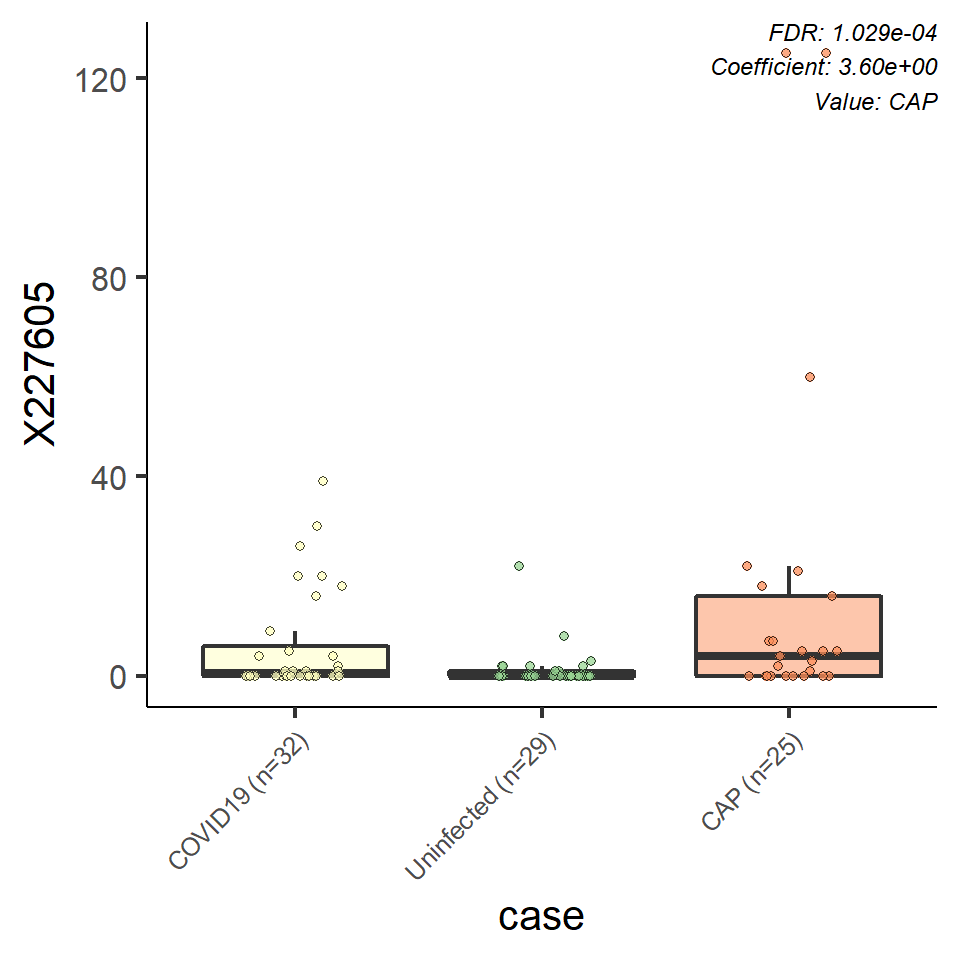 FDR: 1.029e-04
Coefficient: 3.60e+00
Value: CAP
120
80
40
0
X227605
COVID19 (n=32)
Uninfected (n=29)
CAP (n=25)
case